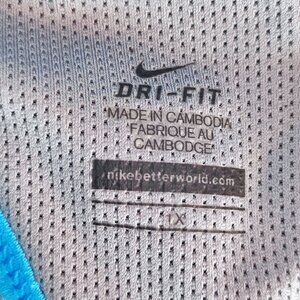 DRI-FIT
*MADE IN CAMBODIA
*FABRIQUE AU
CAMBODGE*
nikebetterworld.com
1X